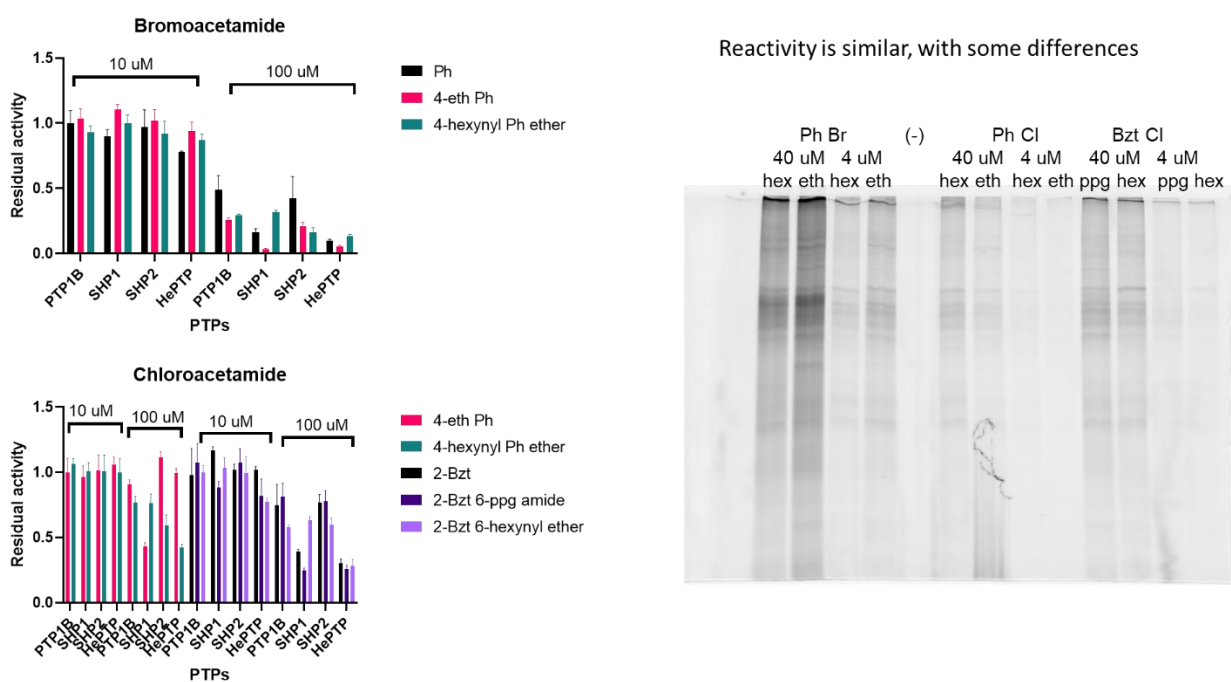 Bromoacetamide
10 uM
100 uM
1.5
1.0
0.5
0.0
Residual activity
PTP1B
SHP1
SHP2
HePTP
PTP1B
SHP1
SHP2
HePTP
PTPs
Ph
4-eth Ph
4-hexynyl Ph ether
Chloroacetamide
10 uM
100 uM
10 uM
100 uM
1.5
1.0
0.5
0.0
Residual activity
PTP1B
SHP1
SHP2
HePTP
PTP1B
SHP1
SHP2
HePTP
PTP1B
SHP1
SHP2
HePTP
PTP1B
SHP1
SHP2
HePTP
PTPs
4-eth Ph
4-hexynyl Ph ether
2-Bzt
2-Bzt 6-ppg amide
2-Bzt 6-hexynyl ether
Reactivity is similar, with some differences
Ph Br (-) Ph Cl Bzt Cl
40 uM 4 uM 40 uM 4 uM 40 uM 4 uM
hex eth hex eth hex eth hex eth ppg hex ppg hex